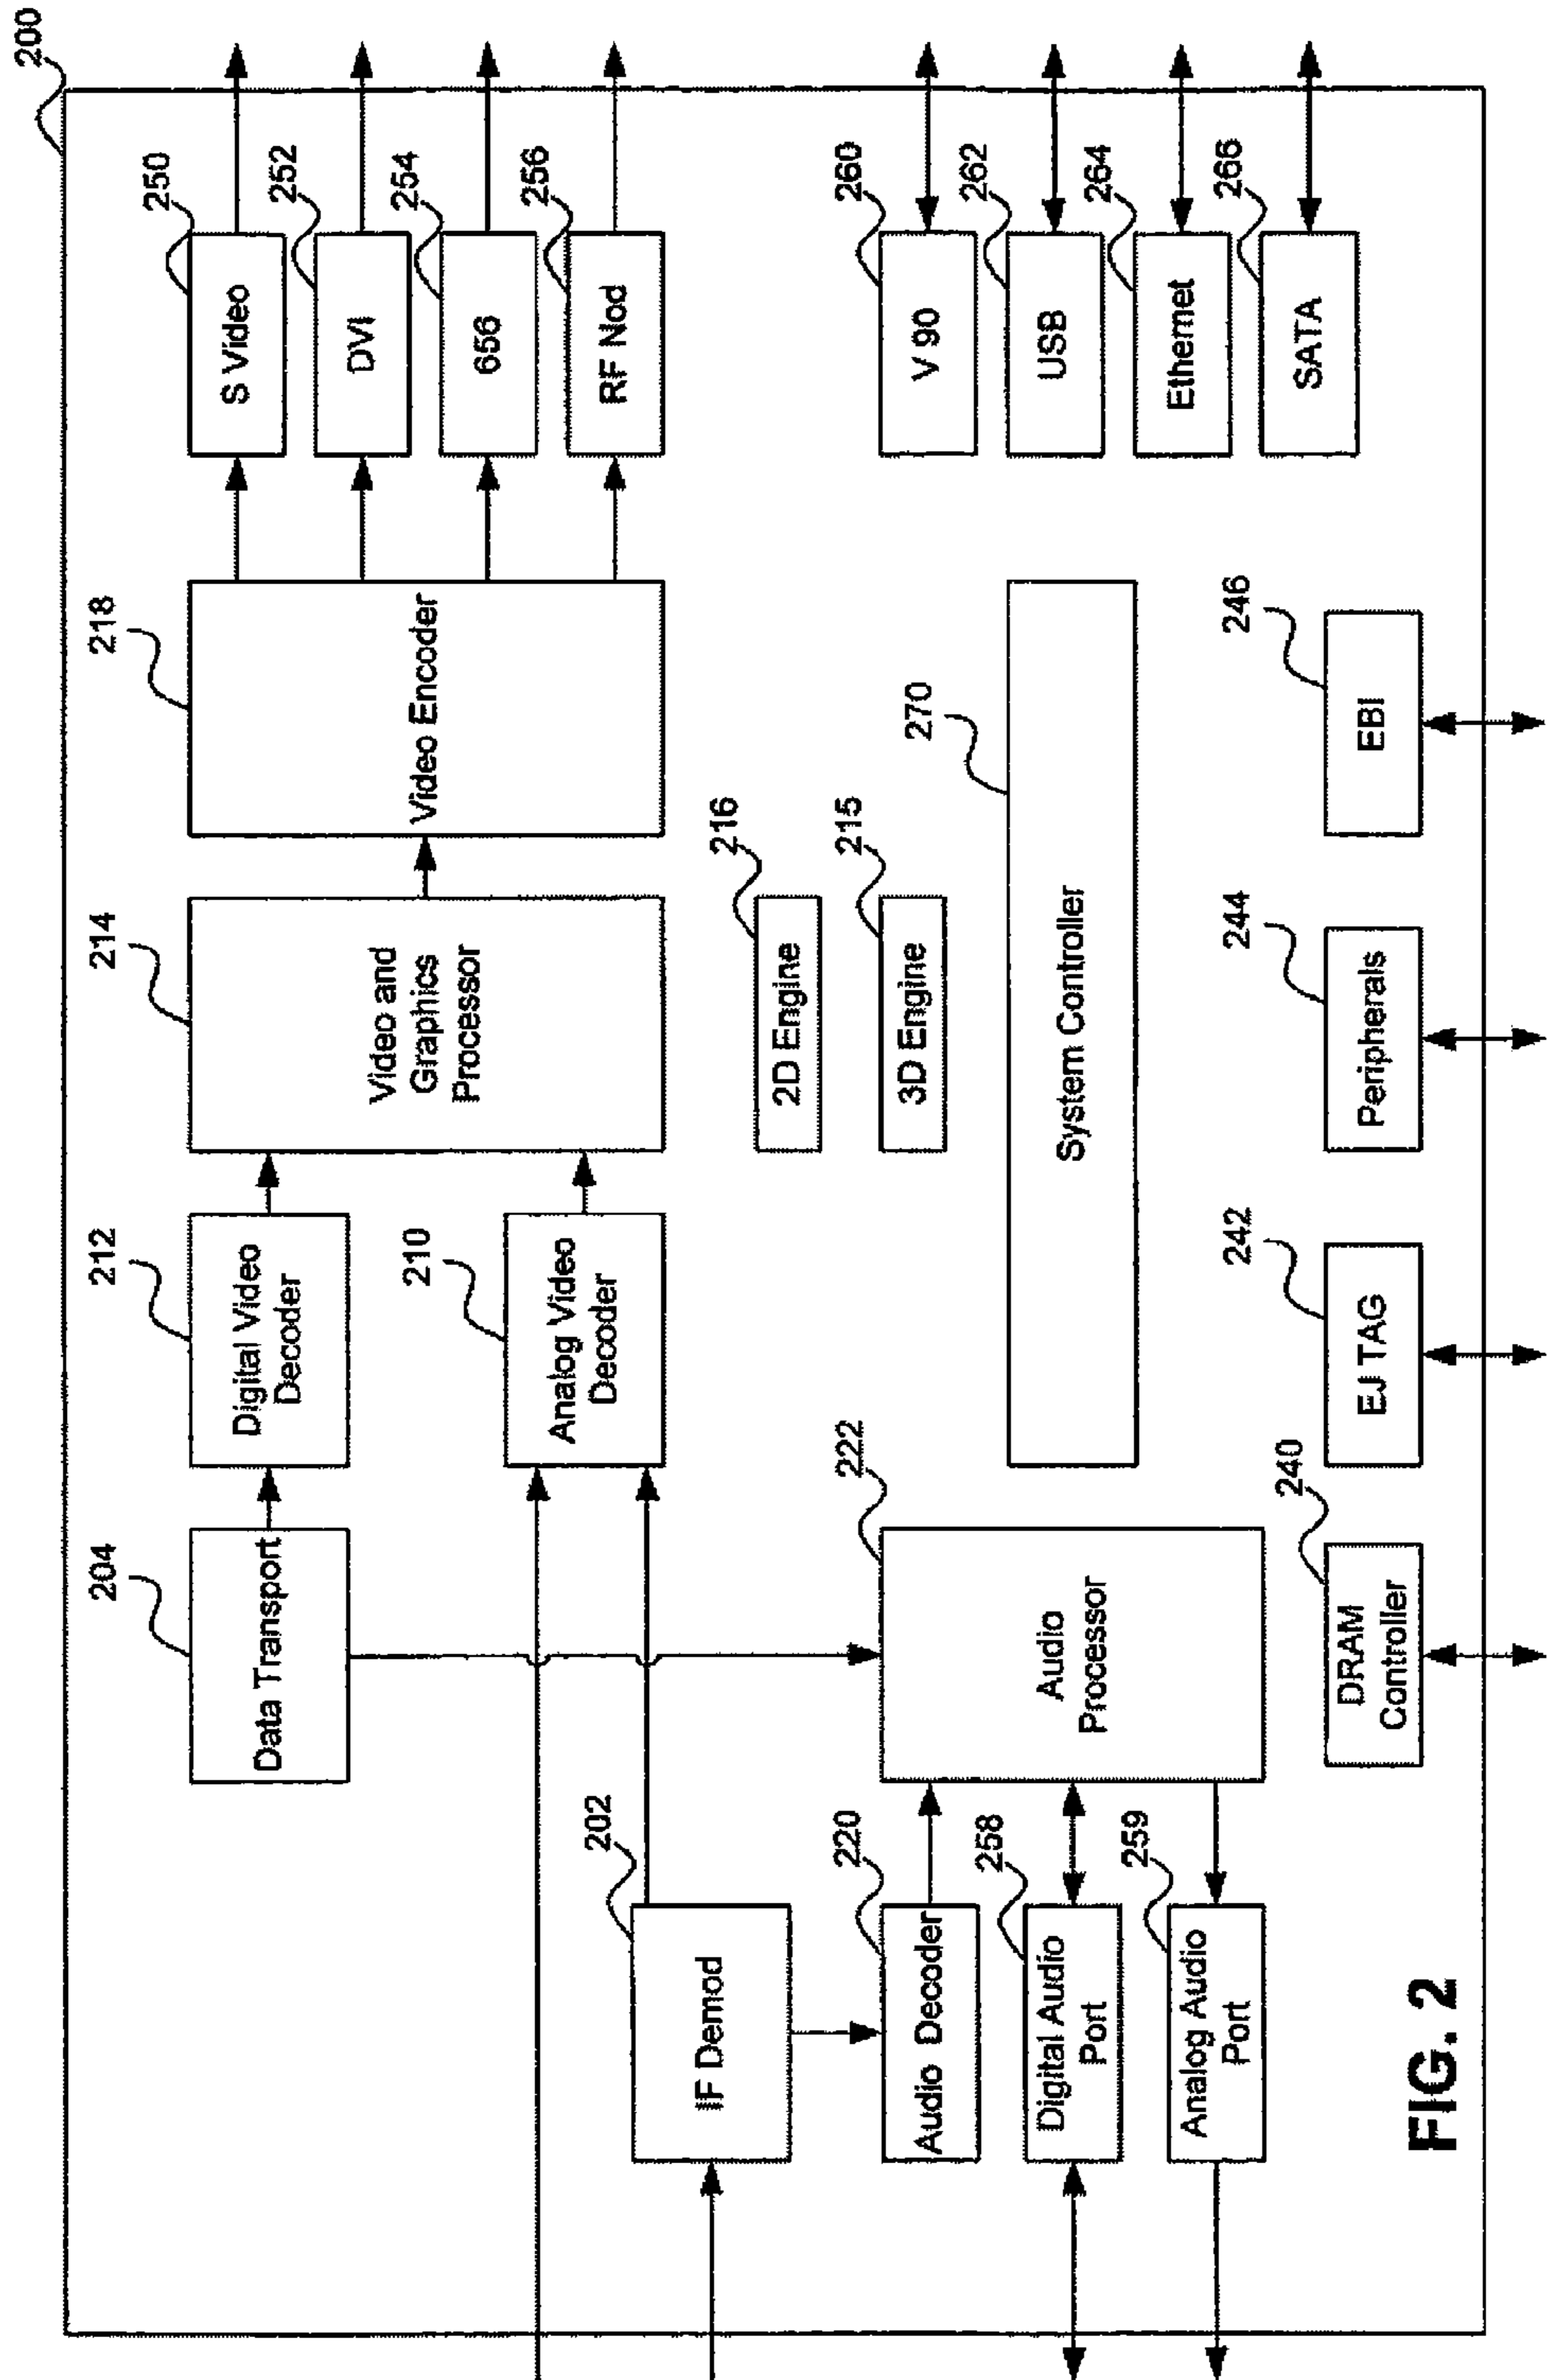 200
204
Data Transport
212
Digital Video
Decoder
214
Video and
Graphics
Processor
218
Video Encoder
250
S Video
252
DVI
254
656
256
RF Nod
210
Analog Video
Decoder
202
IF Demod
216
2D Engine
215
3D Engine
220
Audio Decoder
222
Audio
Processor
258
Digital Audio
Port
259
Analog Audio
Port
270
System Controller
260
V 90
262
USB
264
Ethernet
266
SATA
240
DRAM
Controller
242
EJ TAG
244
Peripherals
246
EBI
FIG. 2